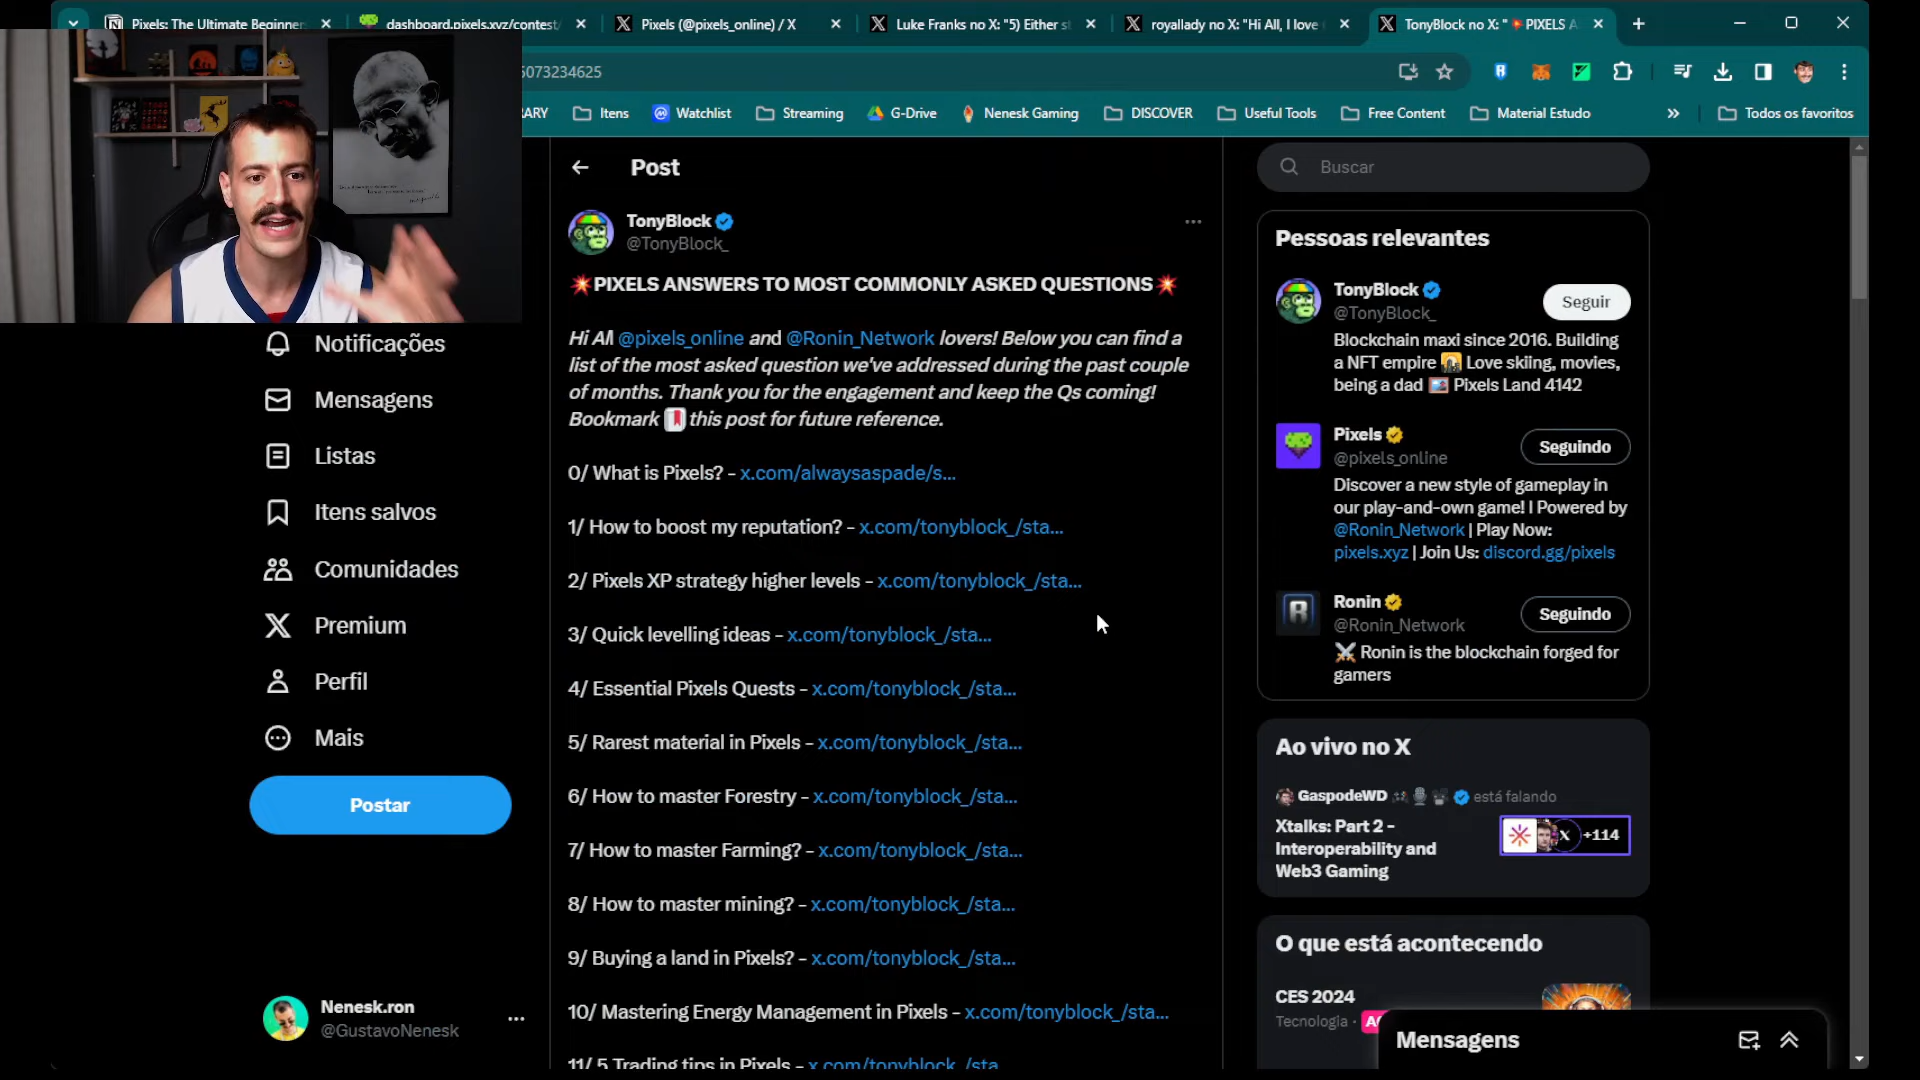 Pixels: The Ultimate Beginner
dashboard.pixels.xyz/contest/
Pixels (@pixels_online) / X
Luke Franks no X: "5) Either s
royallady no X: "Hi All, I love
TonyBlock no X: "💥PIXELS A
5073234625
ARY
Itens
Watchlist
Streaming
G-Drive
Nenesk Gaming
DISCOVER
Useful Tools
Free Content
Material Estudo
»
Todos os favoritos
Notificações
Mensagens
Listas
Itens salvos
Comunidades
Premium
Perfil
Mais
Postar
Nenesk.ron
@GustavoNenesk
Post
TonyBlock
@TonyBlock_
💥PIXELS ANSWERS TO MOST COMMONLY ASKED QUESTIONS💥
Hi All @pixels_online and @Ronin_Network lovers! Below you can find a
list of the most asked question we've addressed during the past couple
of months. Thank you for the engagement and keep the Qs coming!
Bookmark 🔖 this post for future reference.
0/ What is Pixels? - x.com/alwaysaspade/s...
1/ How to boost my reputation? - x.com/tonyblock_/sta...
2/ Pixels XP strategy higher levels - x.com/tonyblock_/sta...
3/ Quick levelling ideas - x.com/tonyblock_/sta...
4/ Essential Pixels Quests - x.com/tonyblock_/sta...
5/ Rarest material in Pixels - x.com/tonyblock_/sta...
6/ How to master Forestry - x.com/tonyblock_/sta...
7/ How to master Farming? - x.com/tonyblock_/sta...
8/ How to master mining? - x.com/tonyblock_/sta...
9/ Buying a land in Pixels? - x.com/tonyblock_/sta...
10/ Mastering Energy Management in Pixels - x.com/tonyblock_/sta...
11/ 5 Trading tips in Pixels - x.com/tonyblock_/sta...
Buscar
Pessoas relevantes
TonyBlock
@TonyBlock_
Seguir
Blockchain maxi since 2016. Building
a NFT empire Love skiing, movies,
being a dad Pixels Land 4142
Pixels
@pixels_online
Seguindo
Discover a new style of gameplay in
our play-and-own game! | Powered by
@Ronin_Network | Play Now:
pixels.xyz | Join Us: discord.gg/pixels
Ronin
@Ronin_Network
Seguindo
⚔️ Ronin is the blockchain forged for
gamers
Ao vivo no X
GaspodeWD está falando
Xtalks: Part 2 -
Interoperability and
Web3 Gaming
+114
O que está acontecendo
CES 2024
Tecnologia ·
Mensagens